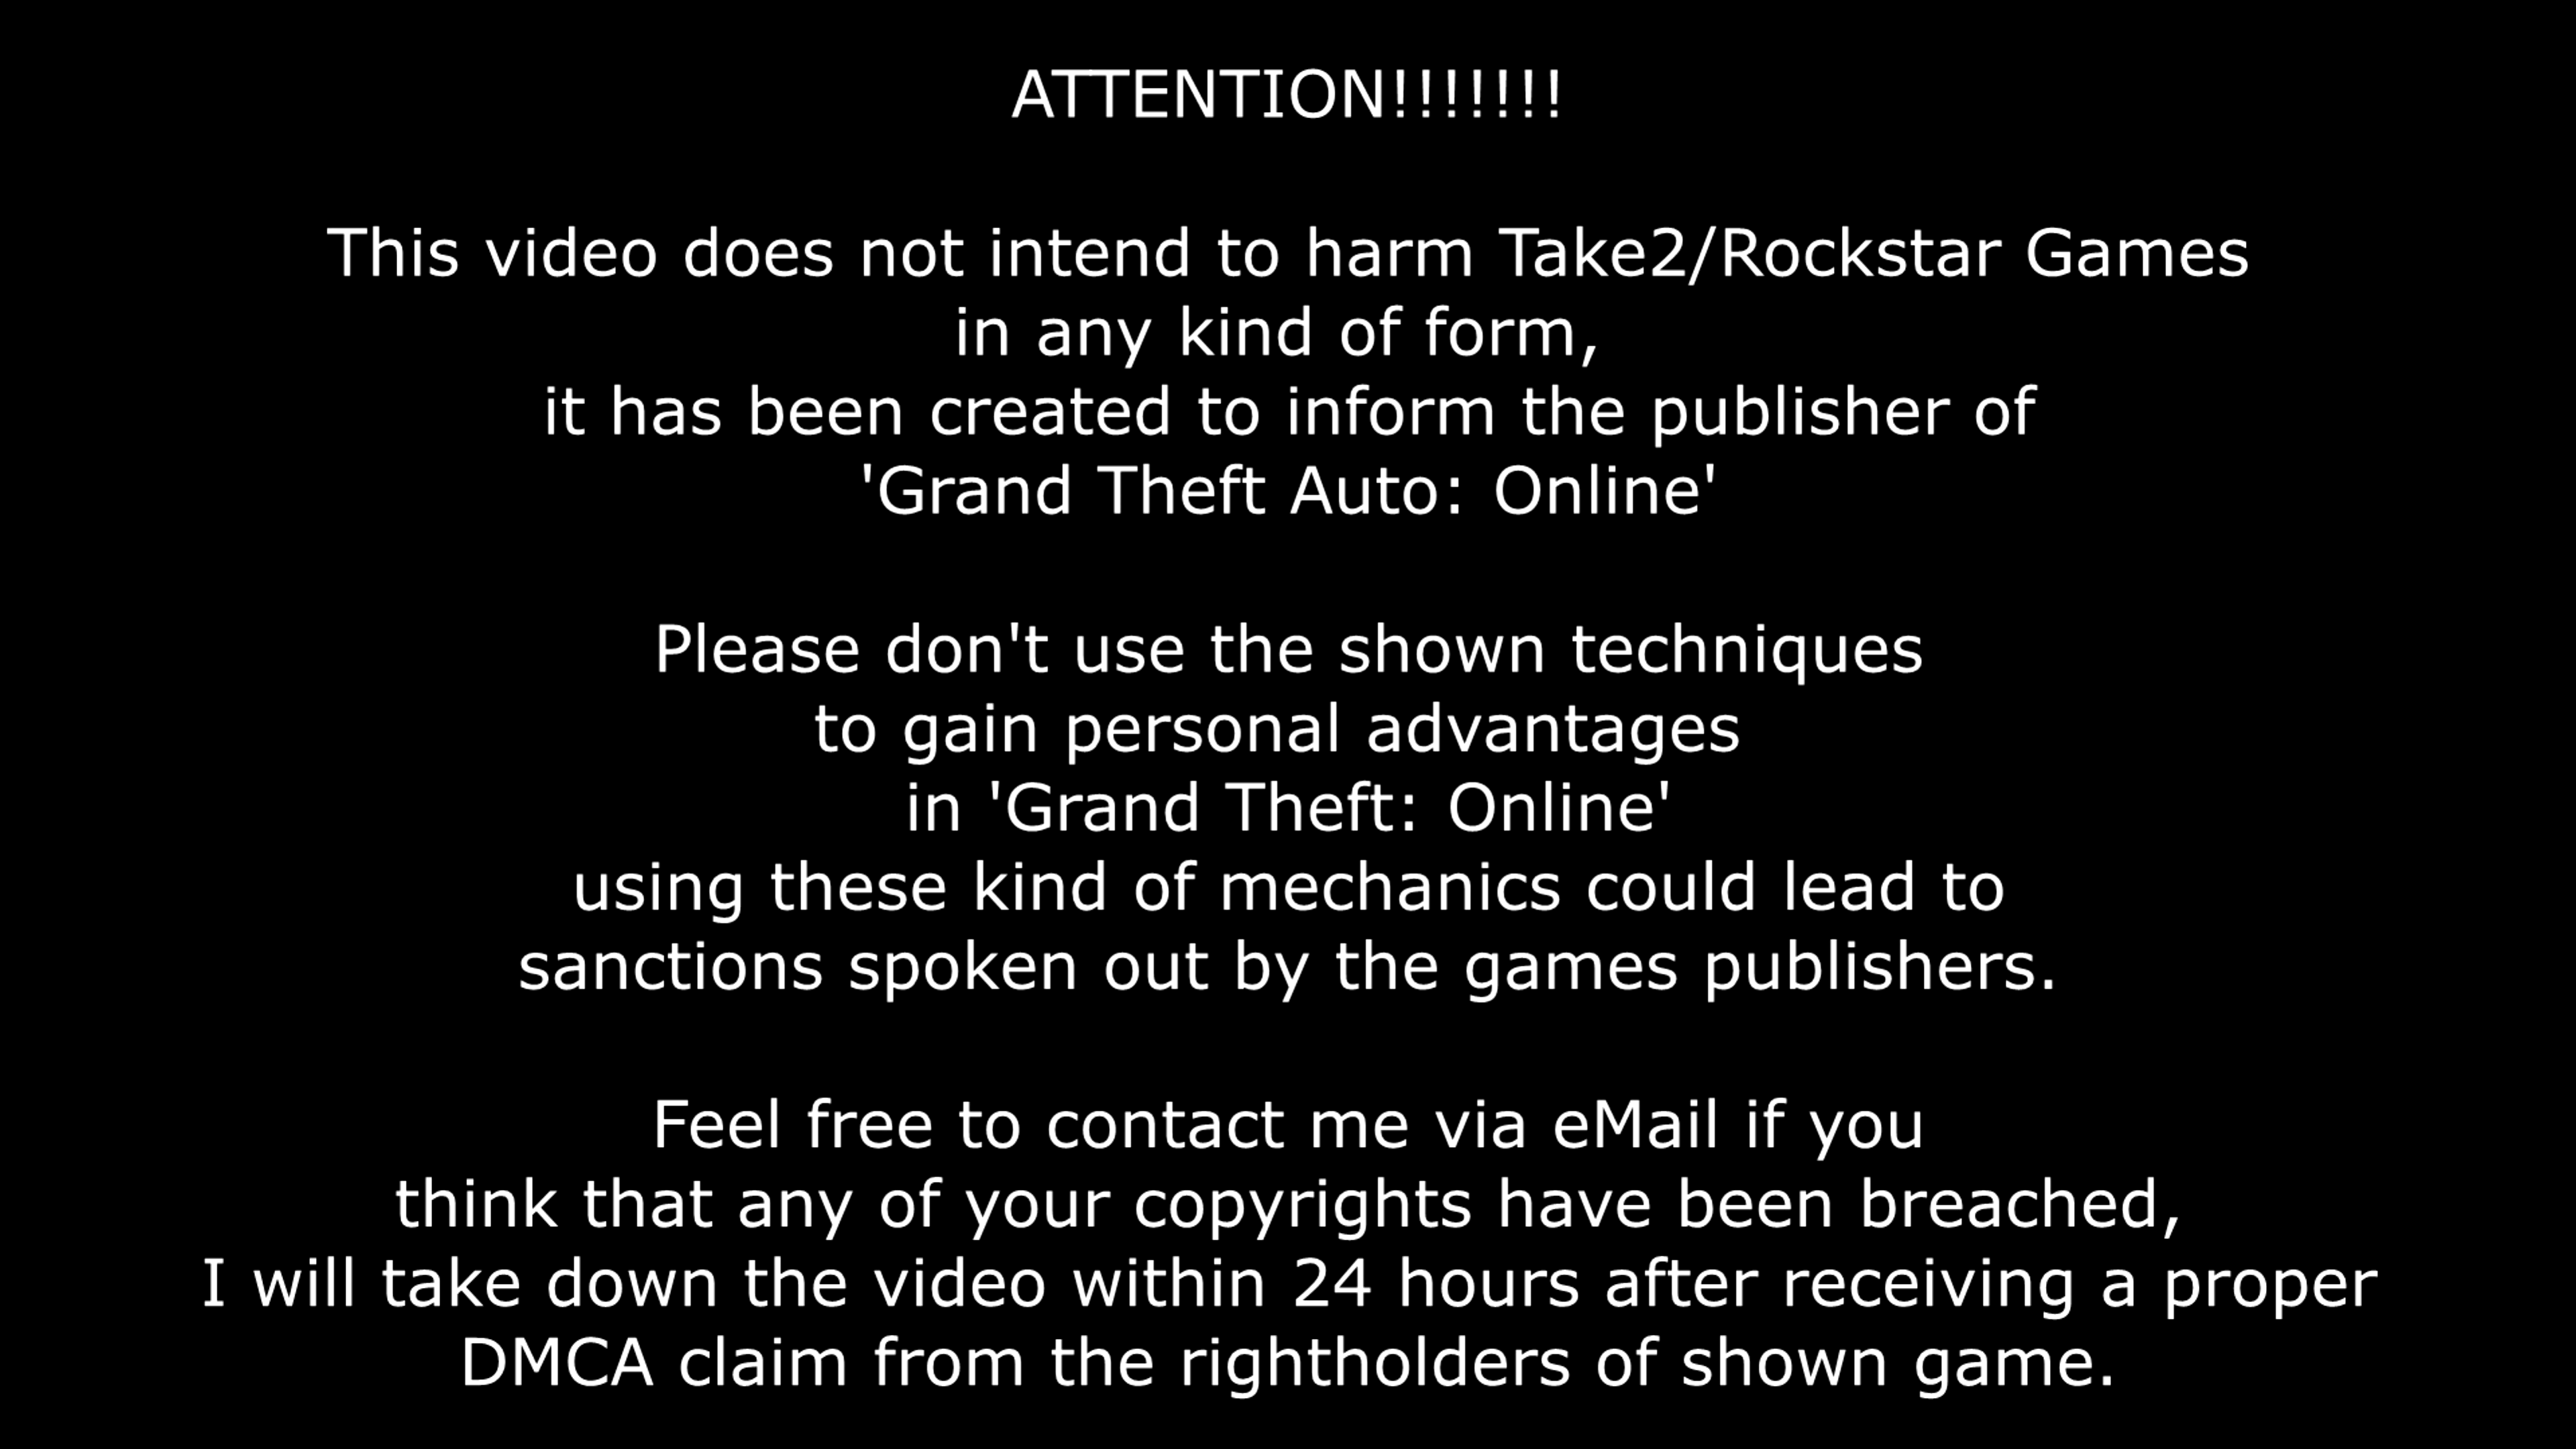 ATTENTION!!!!!!!
This video does not intend to harm Take2/Rockstar Games
in any kind of form,
it has been created to inform the publisher of
'Grand Theft Auto: Online'
Please don't use the shown techniques
to gain personal advantages
in 'Grand Theft: Online'
using these kind of mechanics could lead to
sanctions spoken out by the games publishers.
Feel free to contact me via eMail if you
think that any of your copyrights have been breached,
I will take down the video within 24 hours after receiving a proper
DMCA claim from the rightholders of shown game.